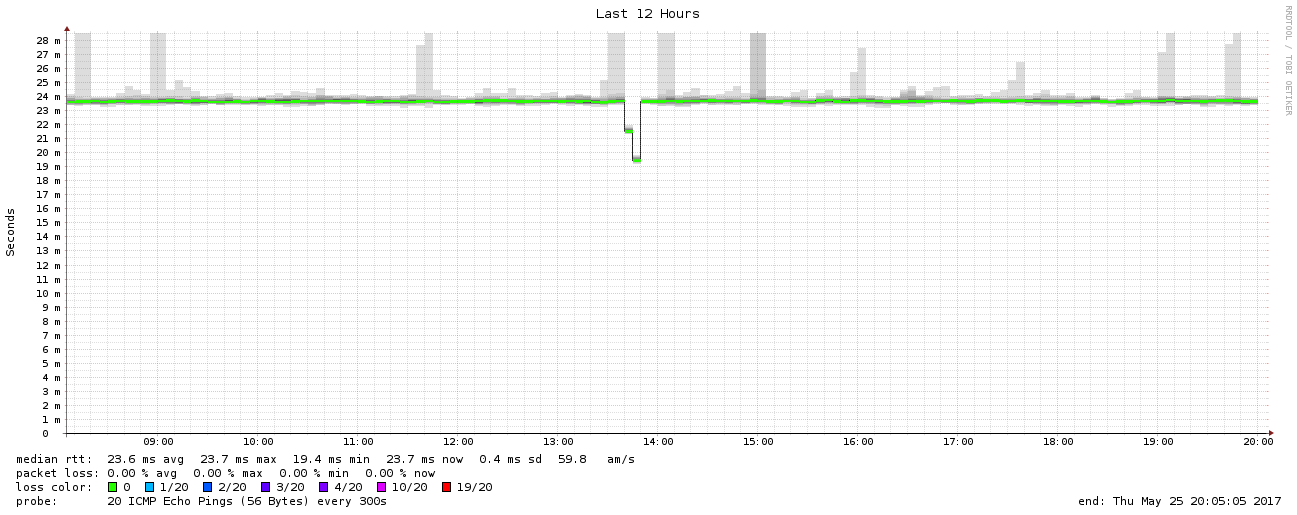 Last 12 Hours
RRDTOOL / TOBI OETIKER
Seconds
28 m
27 m
26 m
25 m
24 m
23 m
22 m
21 m
20 m
19 m
18 m
17 m
16 m
15 m
14 m
13 m
12 m
11 m
10 m
9 m
8 m
7 m
6 m
5 m
4 m
3 m
2 m
1 m
0
09:00 10:00 11:00 12:00 13:00 14:00 15:00 16:00 17:00 18:00 19:00 20:00
median rtt: 23.6 ms avg 23.7 ms max 19.4 ms min 23.7 ms now 0.4 ms sd 59.8 am/s
packet loss: 0.00 % avg 0.00 % max 0.00 % min 0.00 % now
loss color: 0 1/20 2/20 3/20 4/20 10/20 19/20
probe: 20 ICMP Echo Pings (56 Bytes) every 300s end: Thu May 25 20:05:05 2017